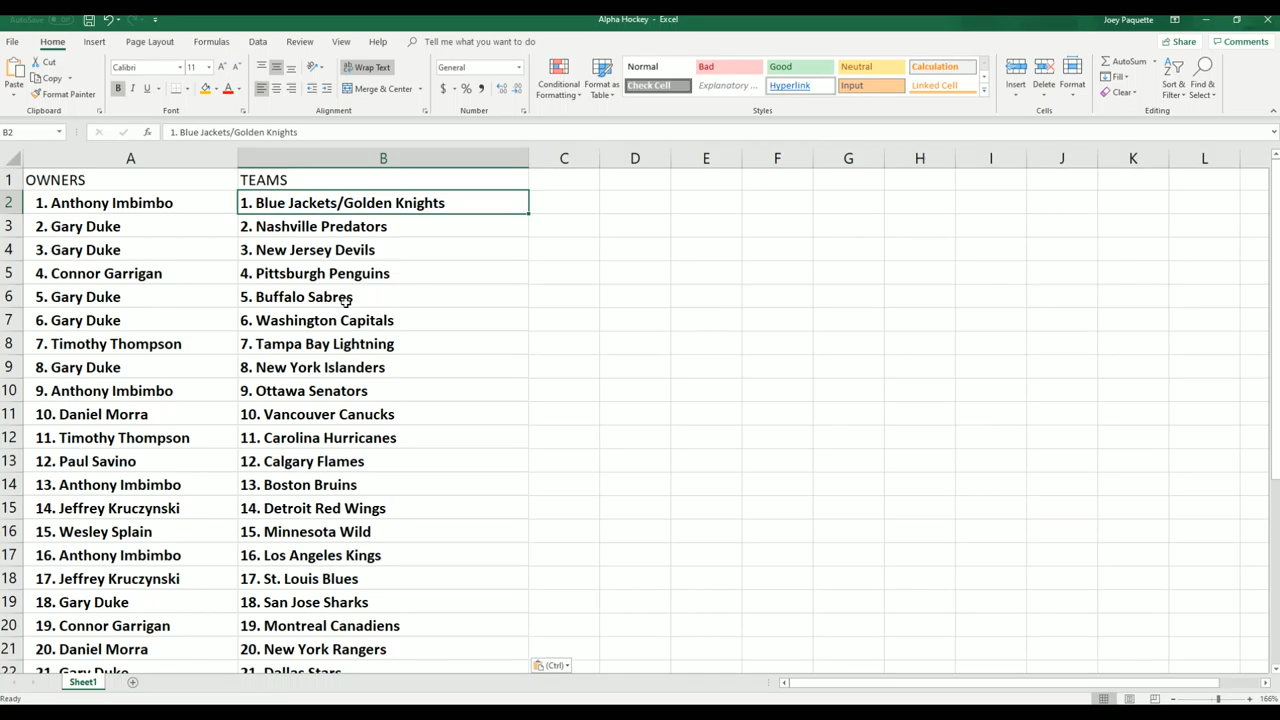 AutoSave Off
Alpha Hockey - Excel
Joey Paquette
File Home Insert Page Layout Formulas Data Review View Help Tell me what you want to do
Share Comments
Paste
Cut
Copy
Format Painter
Clipboard
Calibri 11
B I U
Font
Wrap Text
Merge & Center
Alignment
General
$ % ,
Number
Conditional Formatting
Format as Table
Normal Bad Good Neutral Calculation
Check Cell Explanatory ... Hyperlink Input Linked Cell
Styles
Insert Delete Format
Cells
AutoSum
Fill
Clear
Sort & Filter
Find & Select
Editing
B2 fx 1. Blue Jackets/Golden Knights
A B C D E F G H I J K L
1 OWNERS TEAMS
2 1. Anthony Imbimbo 1. Blue Jackets/Golden Knights
3 2. Gary Duke 2. Nashville Predators
4 3. Gary Duke 3. New Jersey Devils
5 4. Connor Garrigan 4. Pittsburgh Penguins
6 5. Gary Duke 5. Buffalo Sabres
7 6. Gary Duke 6. Washington Capitals
8 7. Timothy Thompson 7. Tampa Bay Lightning
9 8. Gary Duke 8. New York Islanders
10 9. Anthony Imbimbo 9. Ottawa Senators
11 10. Daniel Morra 10. Vancouver Canucks
12 11. Timothy Thompson 11. Carolina Hurricanes
13 12. Paul Savino 12. Calgary Flames
14 13. Anthony Imbimbo 13. Boston Bruins
15 14. Jeffrey Kruczynski 14. Detroit Red Wings
16 15. Wesley Splain 15. Minnesota Wild
17 16. Anthony Imbimbo 16. Los Angeles Kings
18 17. Jeffrey Kruczynski 17. St. Louis Blues
19 18. Gary Duke 18. San Jose Sharks
20 19. Connor Garrigan 19. Montreal Canadiens
21 20. Daniel Morra 20. New York Rangers
22 21. Gary Duke 21. Dallas Stars
(Ctrl)
Sheet1
Ready
166%